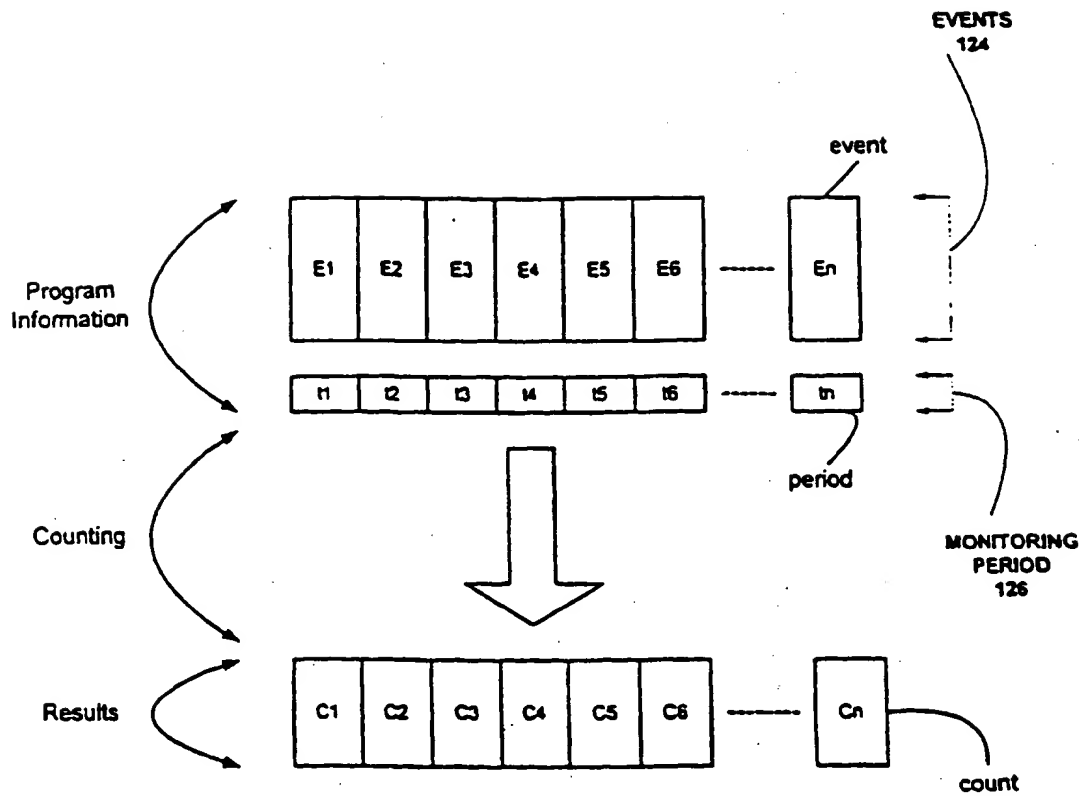 EVENTS
124
event
E1 E2 E3 E4 E5 E6 En
Program
Information
t1 t2 t3 t4 t5 t6 tn
period
Counting
MONITORING
PERIOD
126
Results
C1 C2 C3 C4 C5 C6 Cn
count